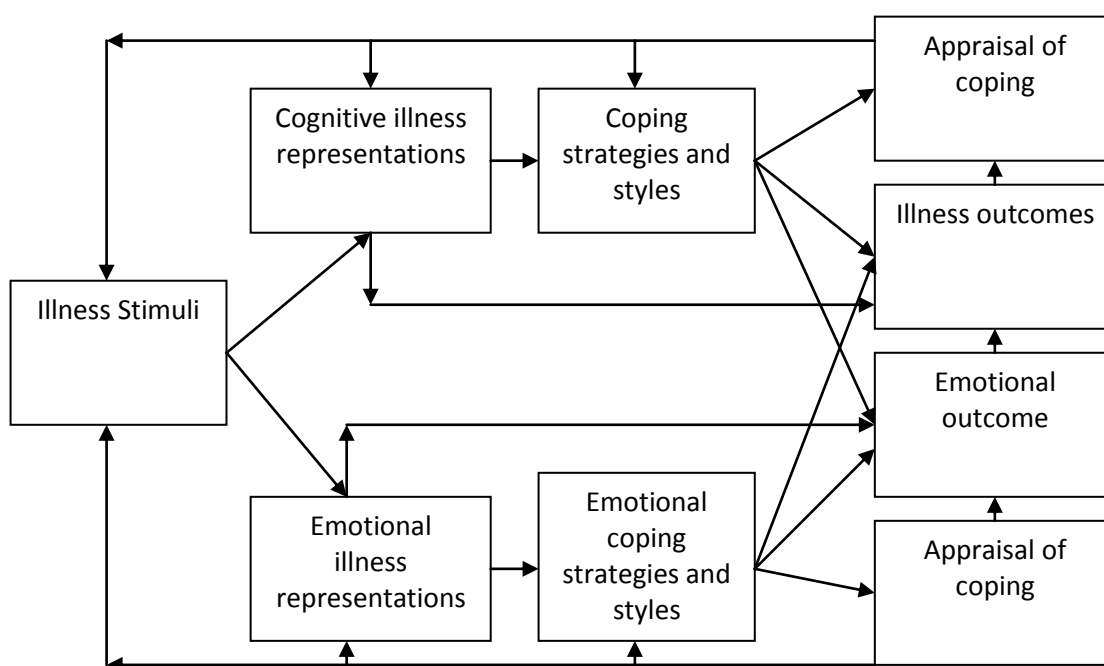 Appraisal of
coping
Cognitive illness
representations
Coping
strategies and
styles
Illness outcomes
Illness Stimuli
Emotional
outcome
Emotional
illness
representations
Emotional
coping
strategies and
styles
Appraisal of
coping